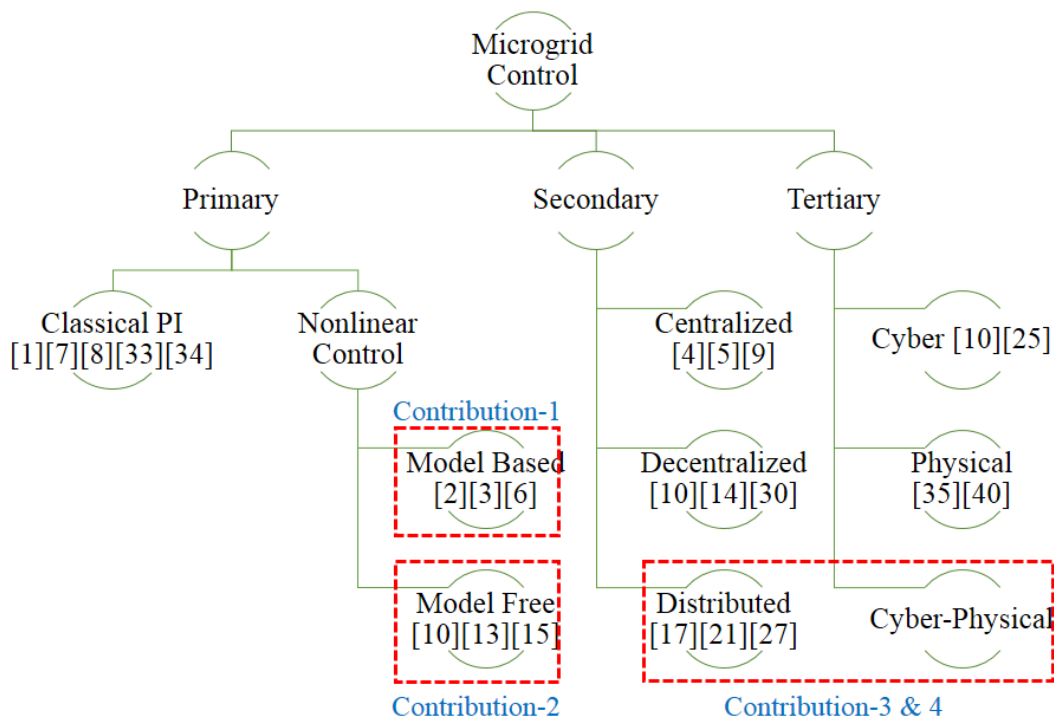 Microgrid
Control
Primary
Secondary
Tertiary
Classical PI
[1][7][8][33][34]
Nonlinear
Control
Centralized
[4][5][9]
Cyber [10][25]
Contribution-1
Model Based
[2][3][6]
Decentralized
[10][14][30]
Physical
[35][40]
Model Free
[10][13][15]
Distributed
[17][21][27]
Cyber-Physical
Contribution-2
Contribution-3 & 4